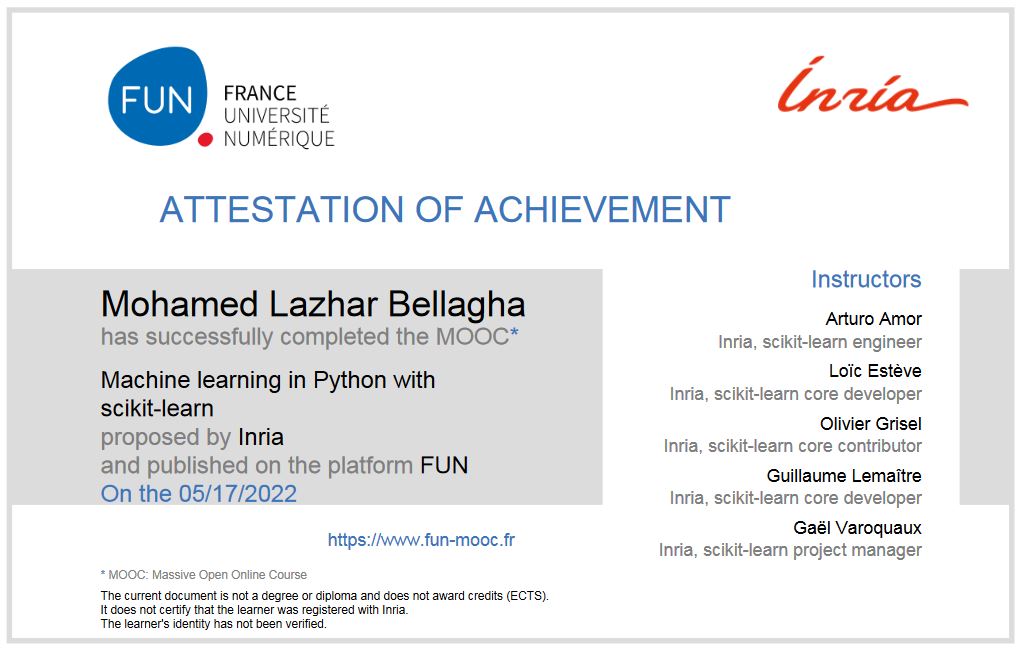 FUN
FRANCE
UNIVERSITÉ
NUMÉRIQUE
Inria
ATTESTATION OF ACHIEVEMENT
Mohamed Lazhar Bellagha
has successfully completed the MOOC*
Machine learning in Python with
scikit-learn
proposed by Inria
and published on the platform FUN
On the 05/17/2022
Instructors
Arturo Amor
Inria, scikit-learn engineer
Loïc Estève
Inria, scikit-learn core developer
Olivier Grisel
Inria, scikit-learn core contributor
Guillaume Lemaître
Inria, scikit-learn core developer
Gaël Varoquaux
Inria, scikit-learn project manager
https://www.fun-mooc.fr
* MOOC: Massive Open Online Course
The current document is not a degree or diploma and does not award credits (ECTS).
It does not certify that the learner was registered with Inria.
The learner's identity has not been verified.